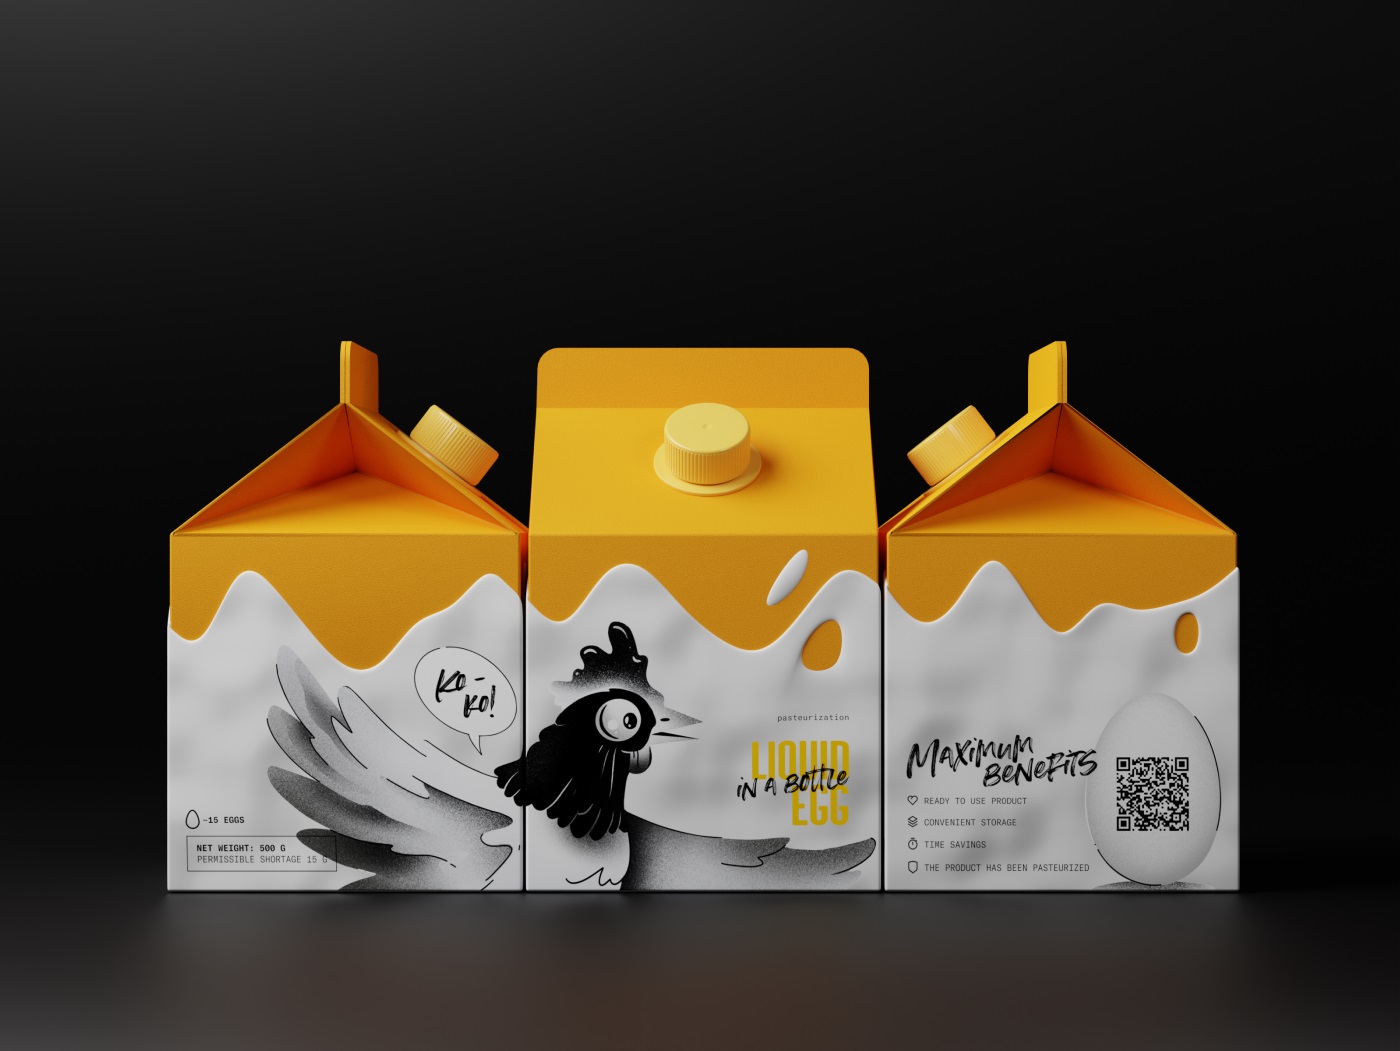 Ko-
Ko!
~15 EGGS
NET WEIGHT: 500 G
PERMISSIBLE SHORTAGE 15 G
pasteurization
LIQUID
iN A Bottle
EGG
MAXimum
BeNeFiTS
READY TO USE PRODUCT
CONVENIENT STORAGE
TIME SAVINGS
THE PRODUCT HAS BEEN PASTEURIZED